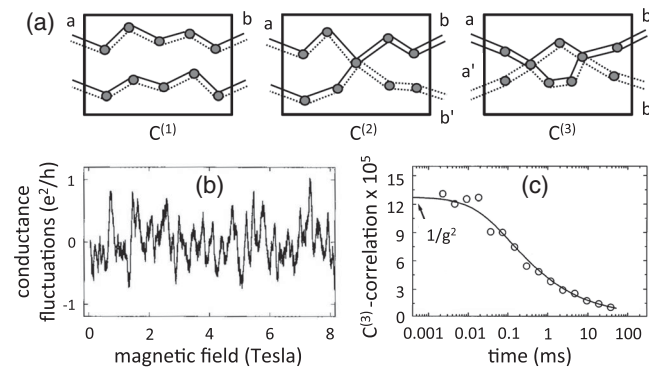 (a)
a b
a b
a b
a'
b'
b'
C⁽¹⁾ C⁽²⁾ C⁽³⁾
(b)
conductance
fluctuations (e²/h)
1
0
-1
0 2 4 6 8
magnetic field (Tesla)
(c)
C⁽³⁾-correlation x 10⁵
15
12
9
6
3
0
1/g²
0.001 0.01 0.1 1 10 100
time (ms)